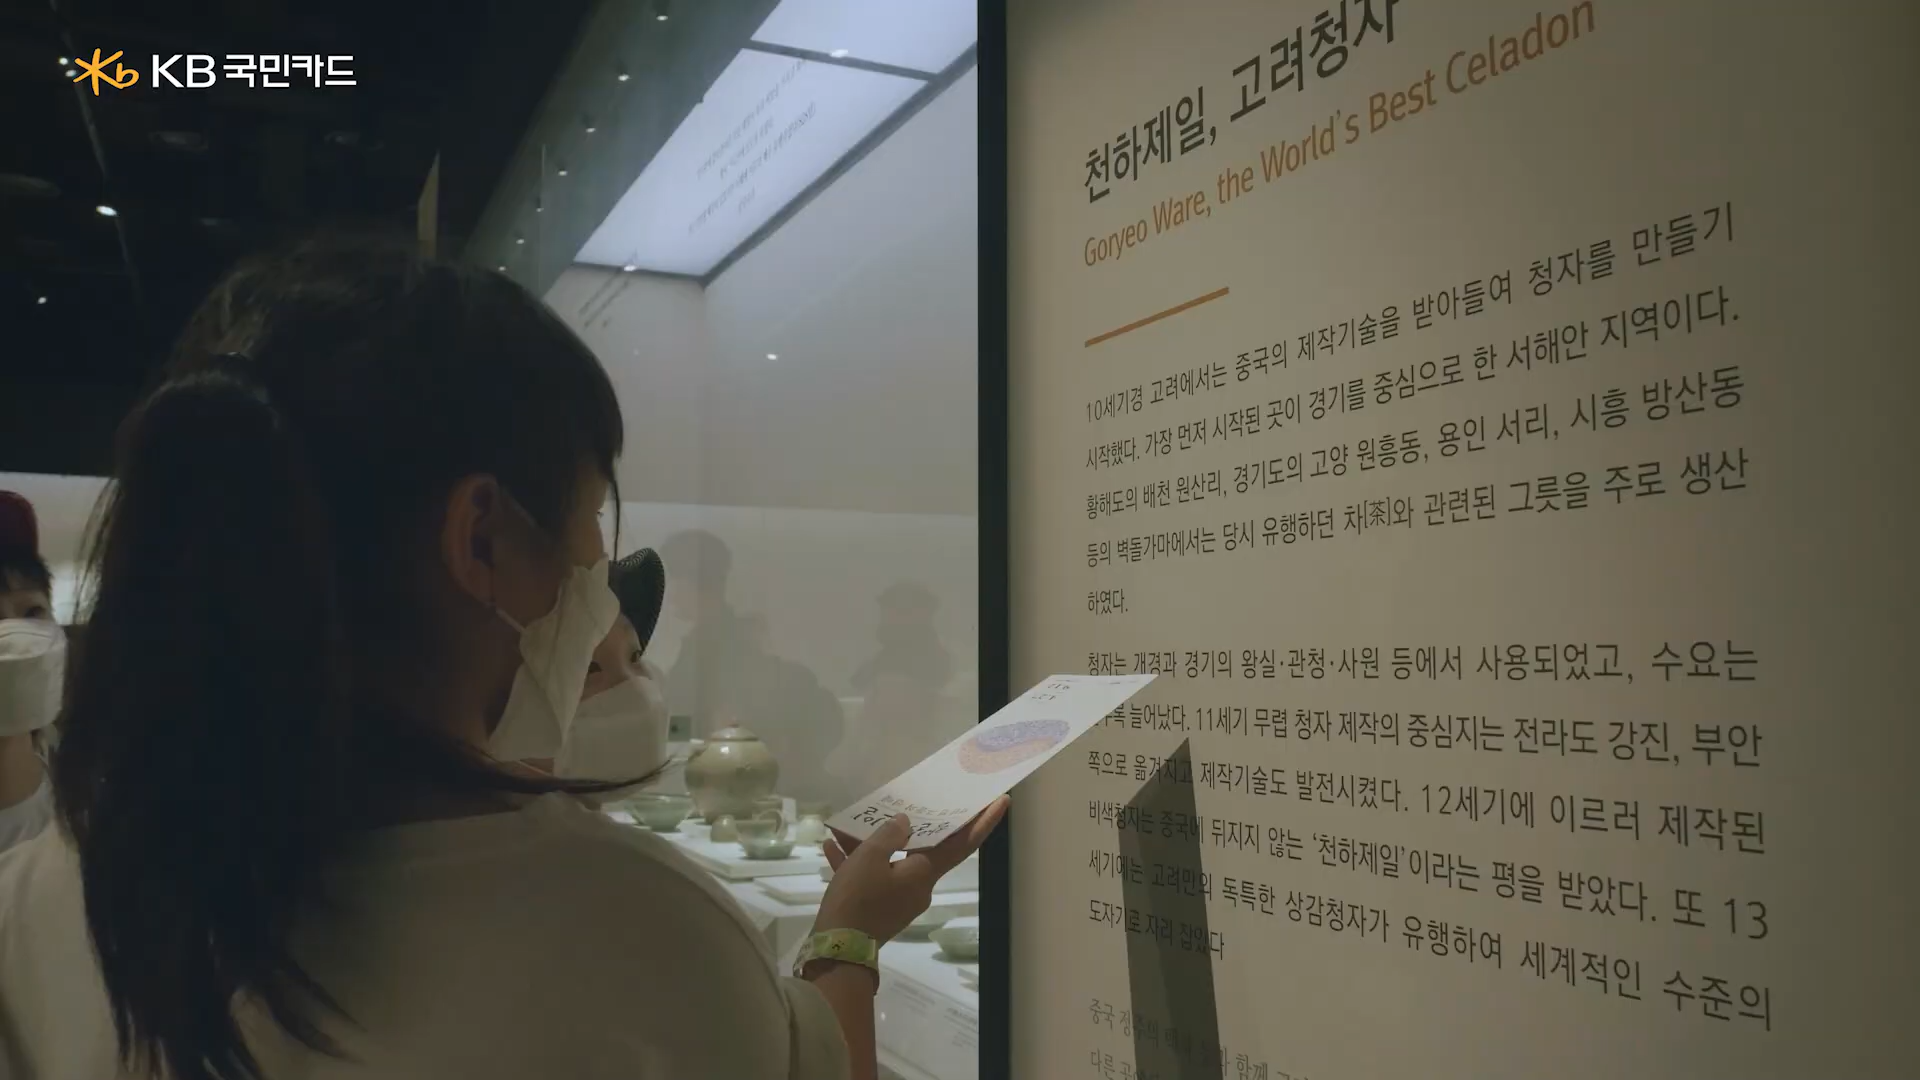 KB 국민카드
천하제일, 고려청자
Goryeo Ware, the World's Best Celadon
10세기경 고려에서는 중국의 제작기술을 받아들여 청자를 만들기
시작했다. 가장 먼저 시작된 곳이 경기를 중심으로 한 서해안 지역이다.
황해도의 배천 원산리, 경기도의 고양 원흥동, 용인 서리, 시흥 방산동
등의 벽돌가마에서는 당시 유행하던 차[茶]와 관련된 그릇을 주로 생산
하였다.
청자는 개경과 경기의 왕실·관청·사원 등에서 사용되었고, 수요는
늘어났다. 11세기 무렵 청자 제작의 중심지는 전라도 강진, 부안
쪽으로 옮겨지고 제작기술도 발전시켰다. 12세기에 이르러 제작된
비색청자는 중국에 뒤지지 않는 '천하제일'이라는 평을 받았다. 또 13
세기에는 고려만의 독특한 상감청자가 유행하여 세계적인 수준의
도자기로 자리 잡았다
중국
함께
다른